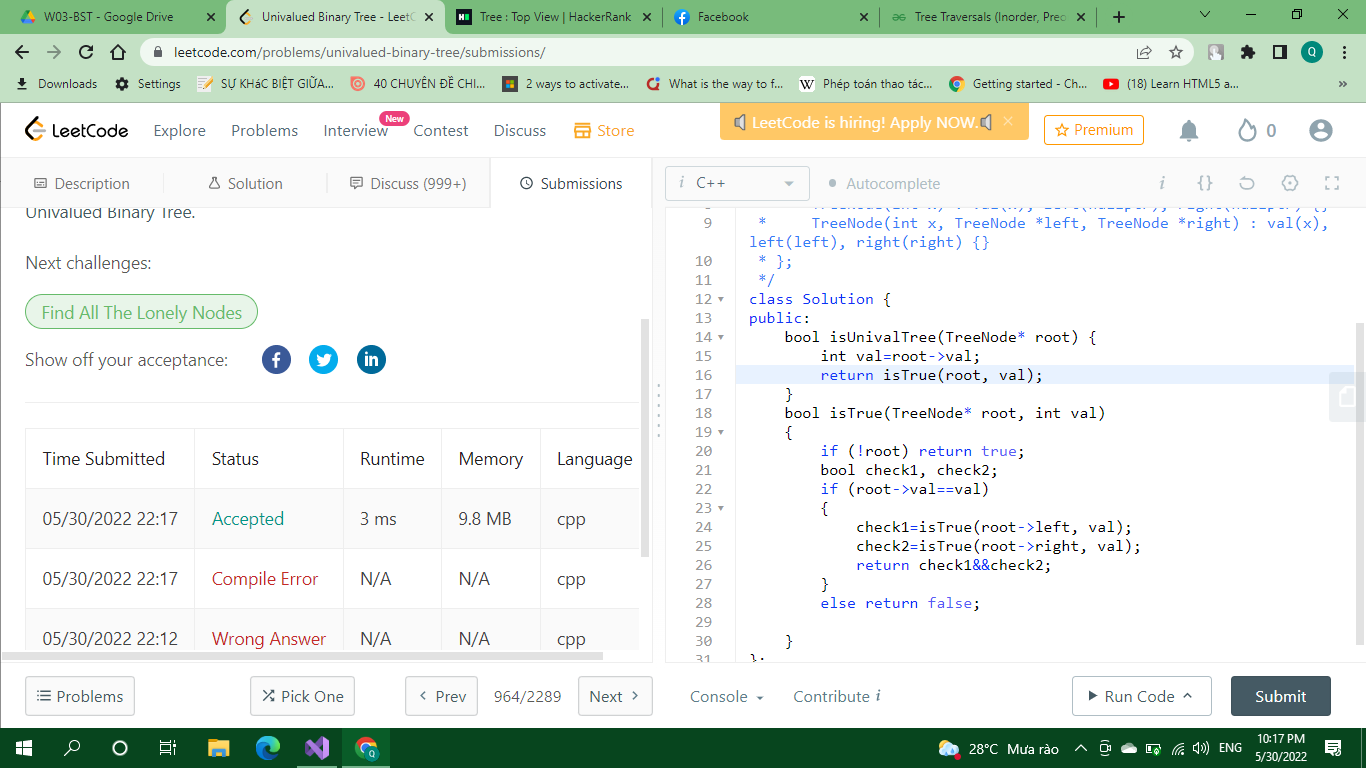 W03-BST - Google Drive
Univalued Binary Tree - LeetC
Tree : Top View | HackerRank
Facebook
Tree Traversals (Inorder, Preo
leetcode.com/problems/univalued-binary-tree/submissions/
Q
Downloads
Settings
SỰ KHáC BIỆT GIỮA...
40 CHUYÊN ĐỀ CHI...
2 ways to activate...
What is the way to f...
Phép toán thao tác...
Getting started - Ch...
(18) Learn HTML5 a...
LeetCode
Explore
Problems
Interview
New
Contest
Discuss
Store
LeetCode is hiring! Apply NOW.
Premium
0
Description
Solution
Discuss (999+)
Submissions
i C++
Autocomplete
Univalued Binary Tree.
Next challenges:
Find All The Lonely Nodes
Show off your acceptance:
Time Submitted Status Runtime Memory Language
05/30/2022 22:17 Accepted 3 ms 9.8 MB cpp
05/30/2022 22:17 Compile Error N/A N/A cpp
05/30/2022 22:12 Wrong Answer N/A N/A cpp
8 * TreeNode(int x) : val(x), left(nullptr), right(nullptr) {}
9 * TreeNode(int x, TreeNode *left, TreeNode *right) : val(x),
left(left), right(right) {}
10 * };
11 */
12 class Solution {
13 public:
14 bool isUnivalTree(TreeNode* root) {
15 int val=root->val;
16 return isTrue(root, val);
17 }
18 bool isTrue(TreeNode* root, int val)
19 {
20 if (!root) return true;
21 bool check1, check2;
22 if (root->val==val)
23 {
24 check1=isTrue(root->left, val);
25 check2=isTrue(root->right, val);
26 return check1&&check2;
27 }
28 else return false;
29
30 }
31 };
Problems
Pick One
Prev
964/2289
Next
Console
Contribute i
Run Code
Submit
28°C Mưa rào
ENG
10:17 PM
5/30/2022